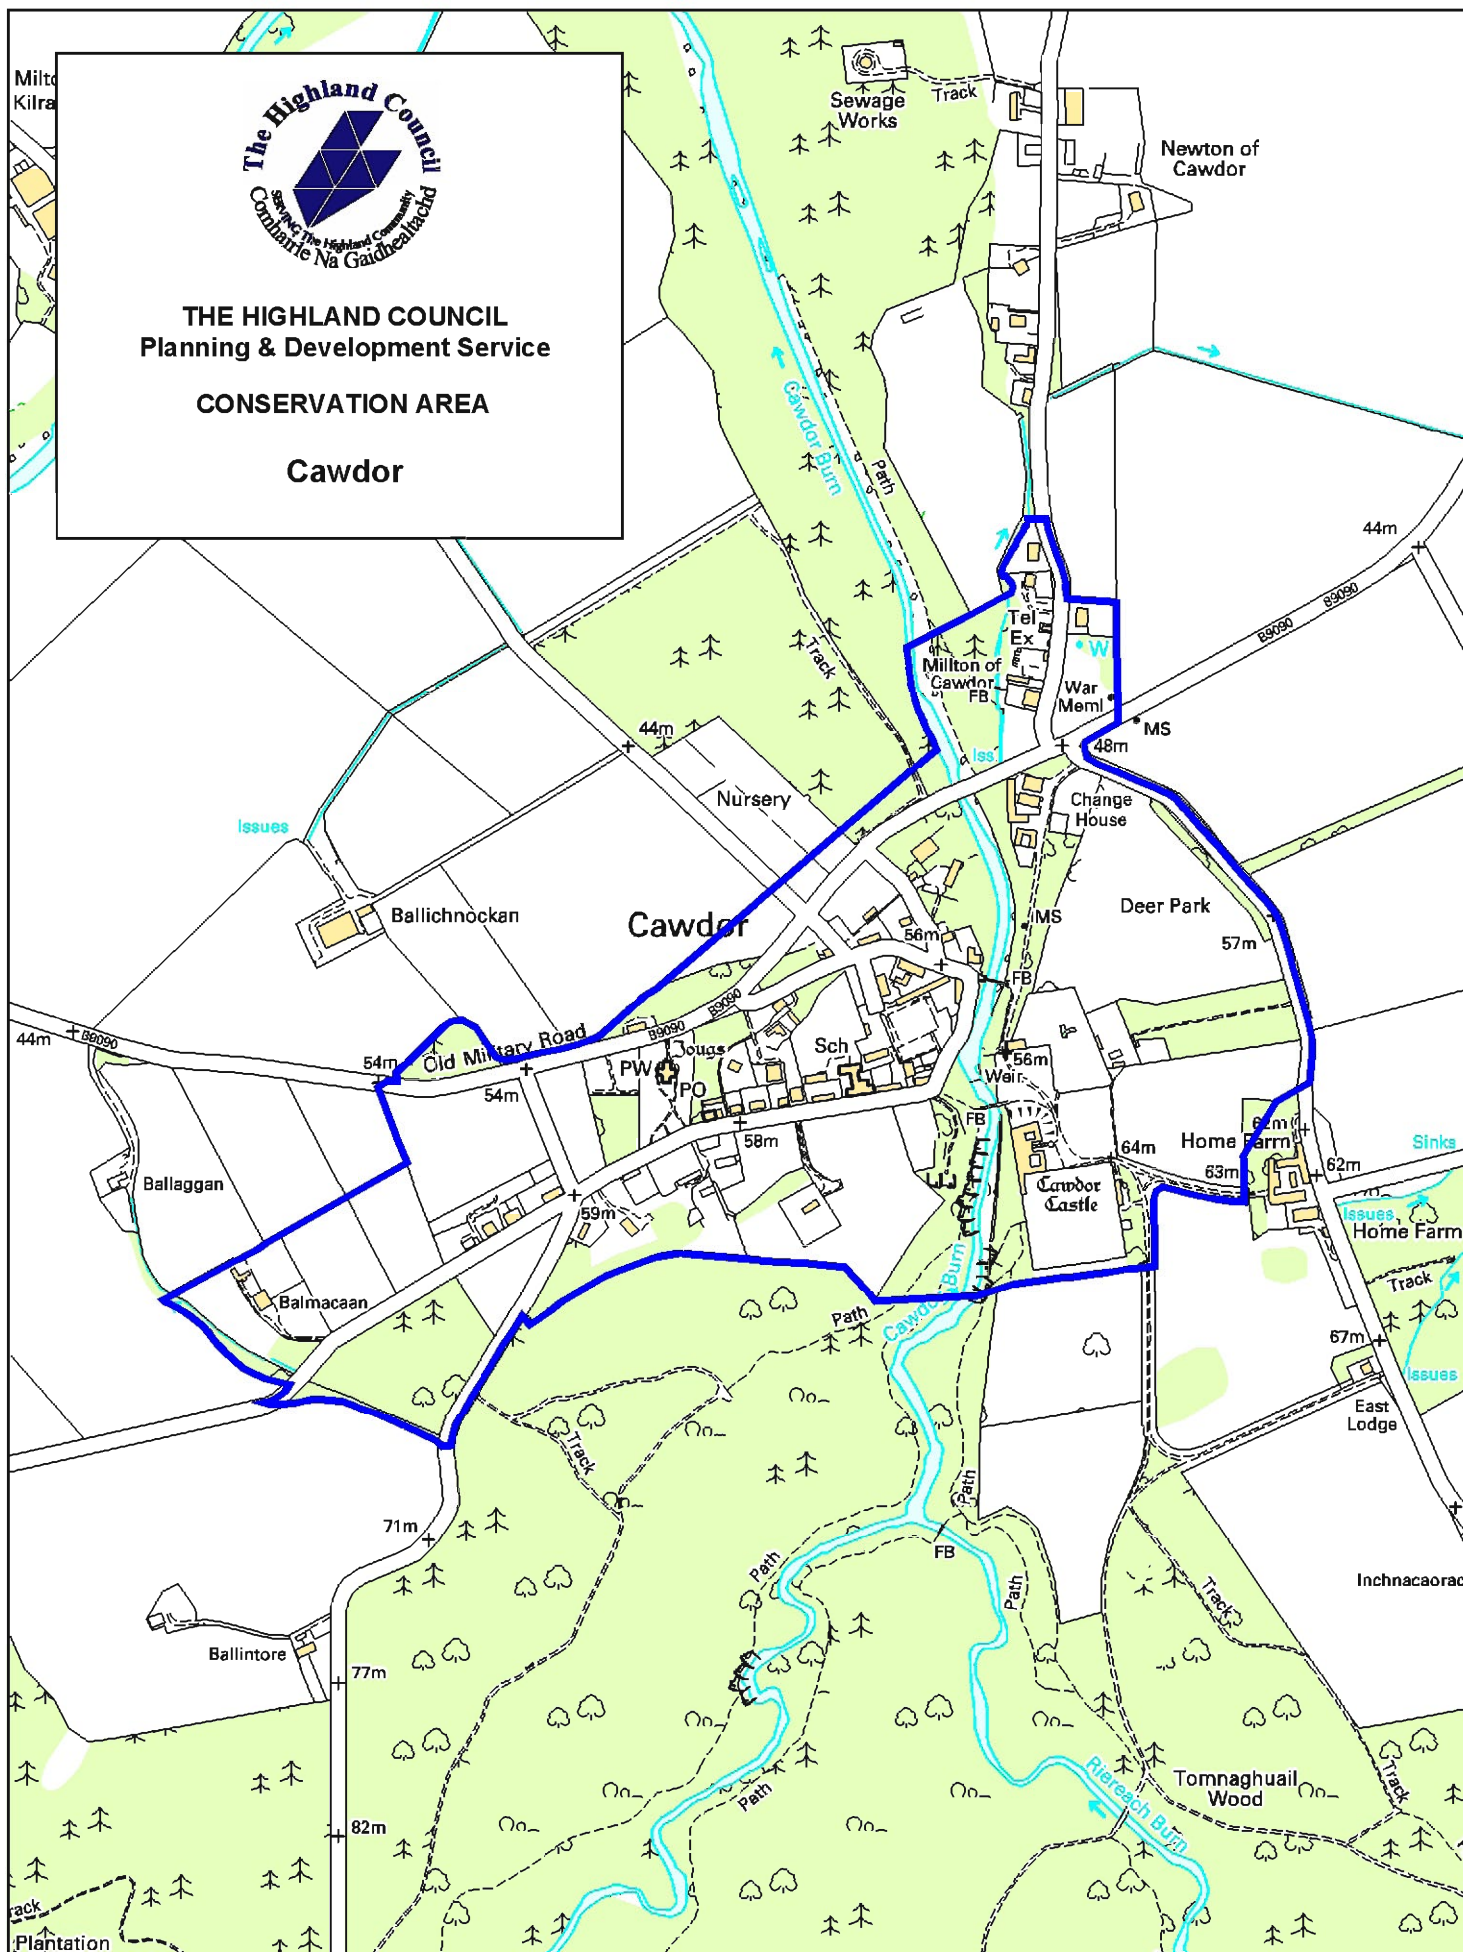 Milto
Kilra
The Highland Council
SERVING The Highland Community
Comhairle Na Gaidhealtachd
THE HIGHLAND COUNCIL
Planning & Development Service
CONSERVATION AREA
Cawdor
Sewage
Works
Track
Newton of
Cawdor
Cawdor Burn
Path
44m
B9090
B9090
Tel
Ex
W
Millton of
Cawdor
FB
War
Meml
MS
Track
44m
48m
Iss
Nursery
Change
House
Issues
Ballichnockan
Cawdor
Deer Park
MS
56m
57m
FB
B9090
B9090
44m
B9090
Old Military Road
54m
54m
PW
Jougs
PO
Sch
56m
Weir
FB
58m
62m
Home Farm
64m
63m
62m
Sinks
Ballaggan
Cawdor
Castle
59m
Issues
Home Farm
Track
Balmacaan
Cawdor Burn
Path
67m
Issues
East
Lodge
Track
Path
71m
FB
Path
Path
Track
Inchnacaorac
Ballintore
77m
Riereach Burn
Tomnaghuail
Wood
Track
Path
82m
rack
Plantation